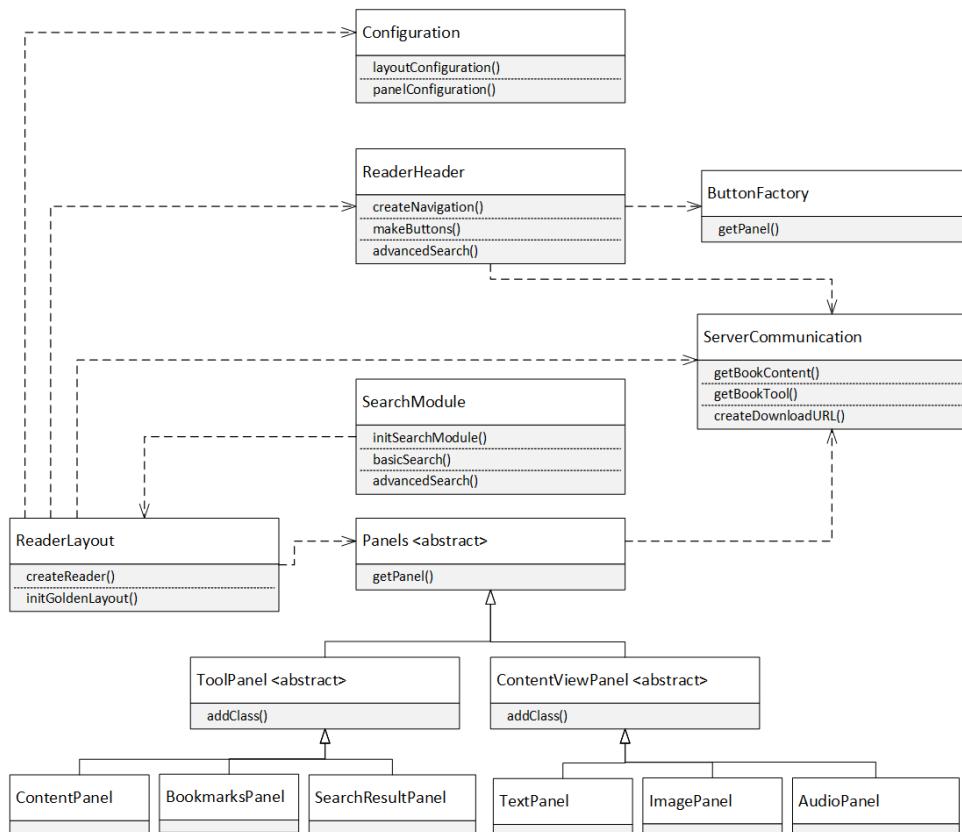 Configuration
layoutConfiguration()
panelConfiguration()
ReaderHeader
createNavigation()
makeButtons()
advancedSearch()
ButtonFactory
getPanel()
ServerCommunication
getBookContent()
getBookTool()
createDownloadURL()
SearchModule
initSearchModule()
basicSearch()
advancedSearch()
ReaderLayout
createReader()
initGoldenLayout()
Panels <abstract>
getPanel()
ToolPanel <abstract>
addClass()
ContentViewPanel <abstract>
addClass()
ContentPanel
BookmarksPanel
SearchResultPanel
TextPanel
ImagePanel
AudioPanel